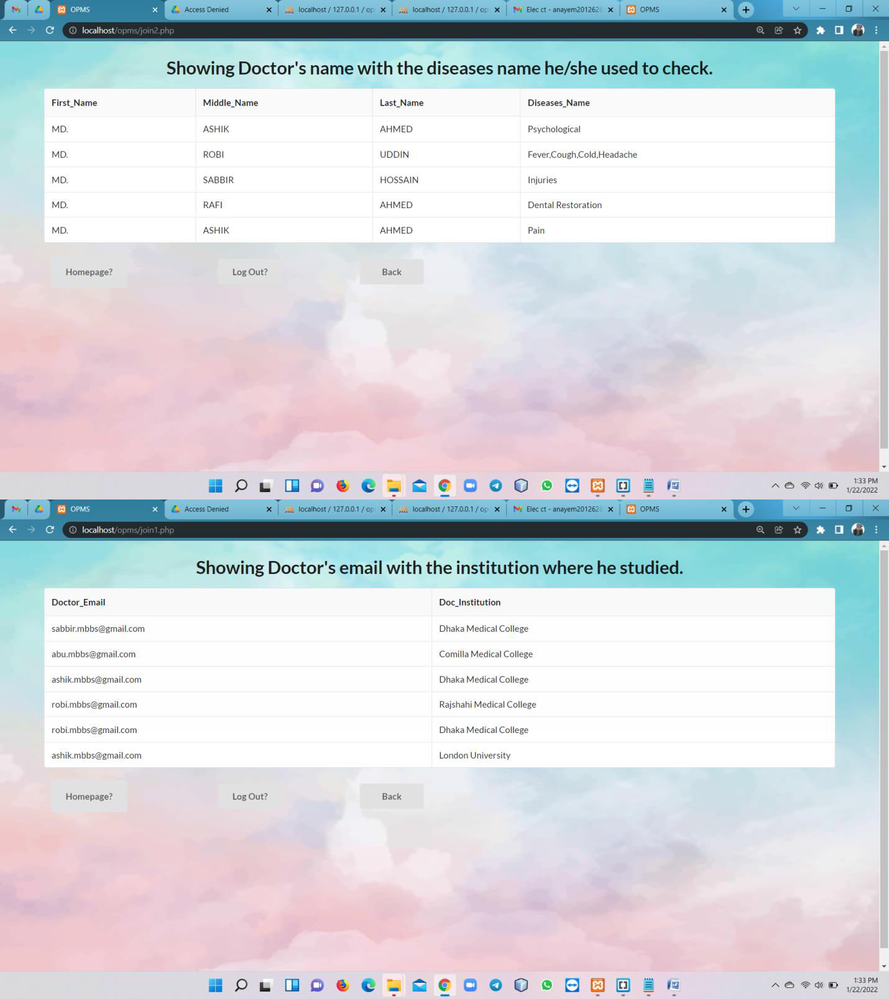 OPMS
Access Denied
localhost / 127.0.0.1 / op
localhost / 127.0.0.1 / op
Elec ct - anayem201262@
OPMS
localhost/opms/join2.php
Showing Doctor's name with the diseases name he/she used to check.
First_Name Middle_Name Last_Name Diseases_Name
MD. ASHIK AHMED Psychological
MD. ROBI UDDIN Fever,Cough,Cold,Headache
MD. SABBIR HOSSAIN Injuries
MD. RAFI AHMED Dental Restoration
MD. ASHIK AHMED Pain
Homepage? Log Out? Back
1:33 PM
1/22/2022
OPMS
Access Denied
localhost / 127.0.0.1 / op
localhost / 127.0.0.1 / op
Elec ct - anayem201262@
OPMS
localhost/opms/join1.php
Showing Doctor's email with the institution where he studied.
Doctor_Email Doc_Institution
sabbir.mbbs@gmail.com Dhaka Medical College
abu.mbbs@gmail.com Comilla Medical College
ashik.mbbs@gmail.com Dhaka Medical College
robi.mbbs@gmail.com Rajshahi Medical College
robi.mbbs@gmail.com Dhaka Medical College
ashik.mbbs@gmail.com London University
Homepage? Log Out? Back
1:33 PM
1/22/2022